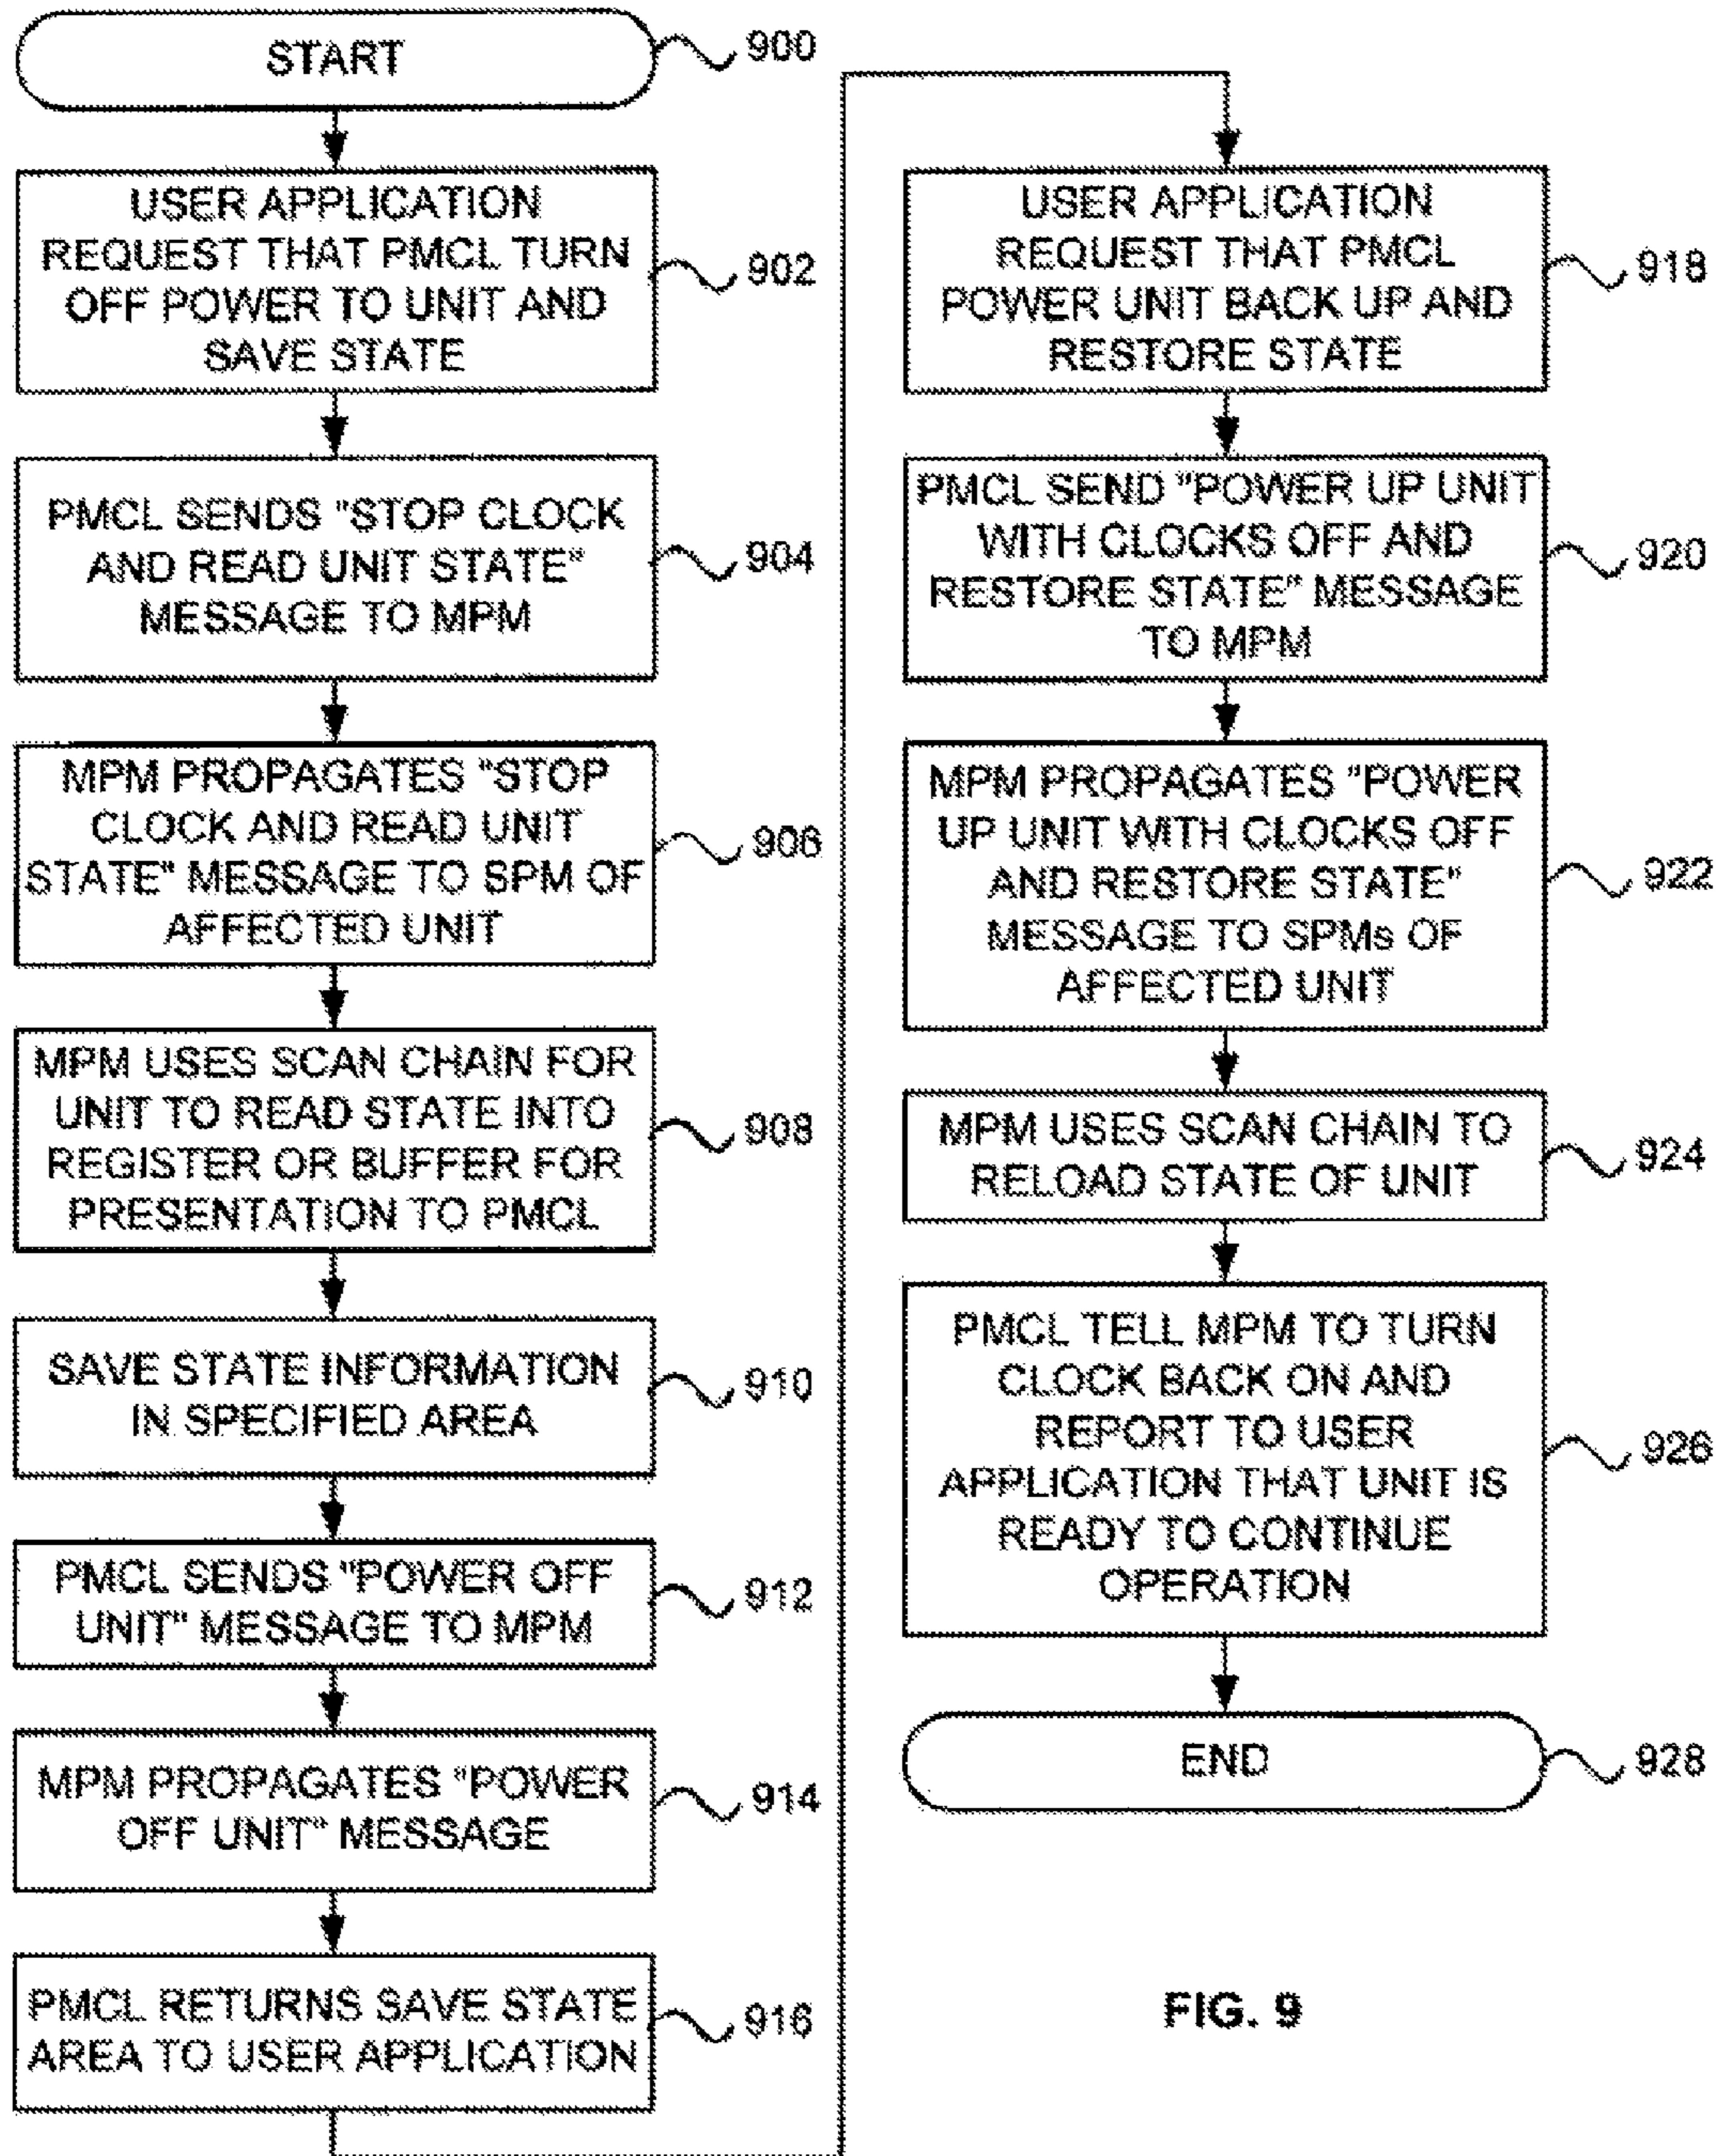 START
900
USER APPLICATION
REQUEST THAT PMCL TURN
OFF POWER TO UNIT AND
SAVE STATE
902
PMCL SENDS "STOP CLOCK
AND READ UNIT STATE"
MESSAGE TO MPM
904
MPM PROPAGATES "STOP
CLOCK AND READ UNIT
STATE" MESSAGE TO SPM OF
AFFECTED UNIT
906
MPM USES SCAN CHAIN FOR
UNIT TO READ STATE INTO
REGISTER OR BUFFER FOR
PRESENTATION TO PMCL
908
SAVE STATE INFORMATION
IN SPECIFIED AREA
910
PMCL SENDS "POWER OFF
UNIT" MESSAGE TO MPM
912
MPM PROPAGATES "POWER
OFF UNIT" MESSAGE
914
PMCL RETURNS SAVE STATE
AREA TO USER APPLICATION
916
USER APPLICATION
REQUEST THAT PMCL
POWER UNIT BACK UP AND
RESTORE STATE
918
PMCL SEND "POWER UP UNIT
WITH CLOCKS OFF AND
RESTORE STATE" MESSAGE
TO MPM
920
MPM PROPAGATES "POWER
UP UNIT WITH CLOCKS OFF
AND RESTORE STATE"
MESSAGE TO SPMs OF
AFFECTED UNIT
922
MPM USES SCAN CHAIN TO
RELOAD STATE OF UNIT
924
PMCL TELL MPM TO TURN
CLOCK BACK ON AND
REPORT TO USER
APPLICATION THAT UNIT IS
READY TO CONTINUE
OPERATION
926
END
928
FIG. 9